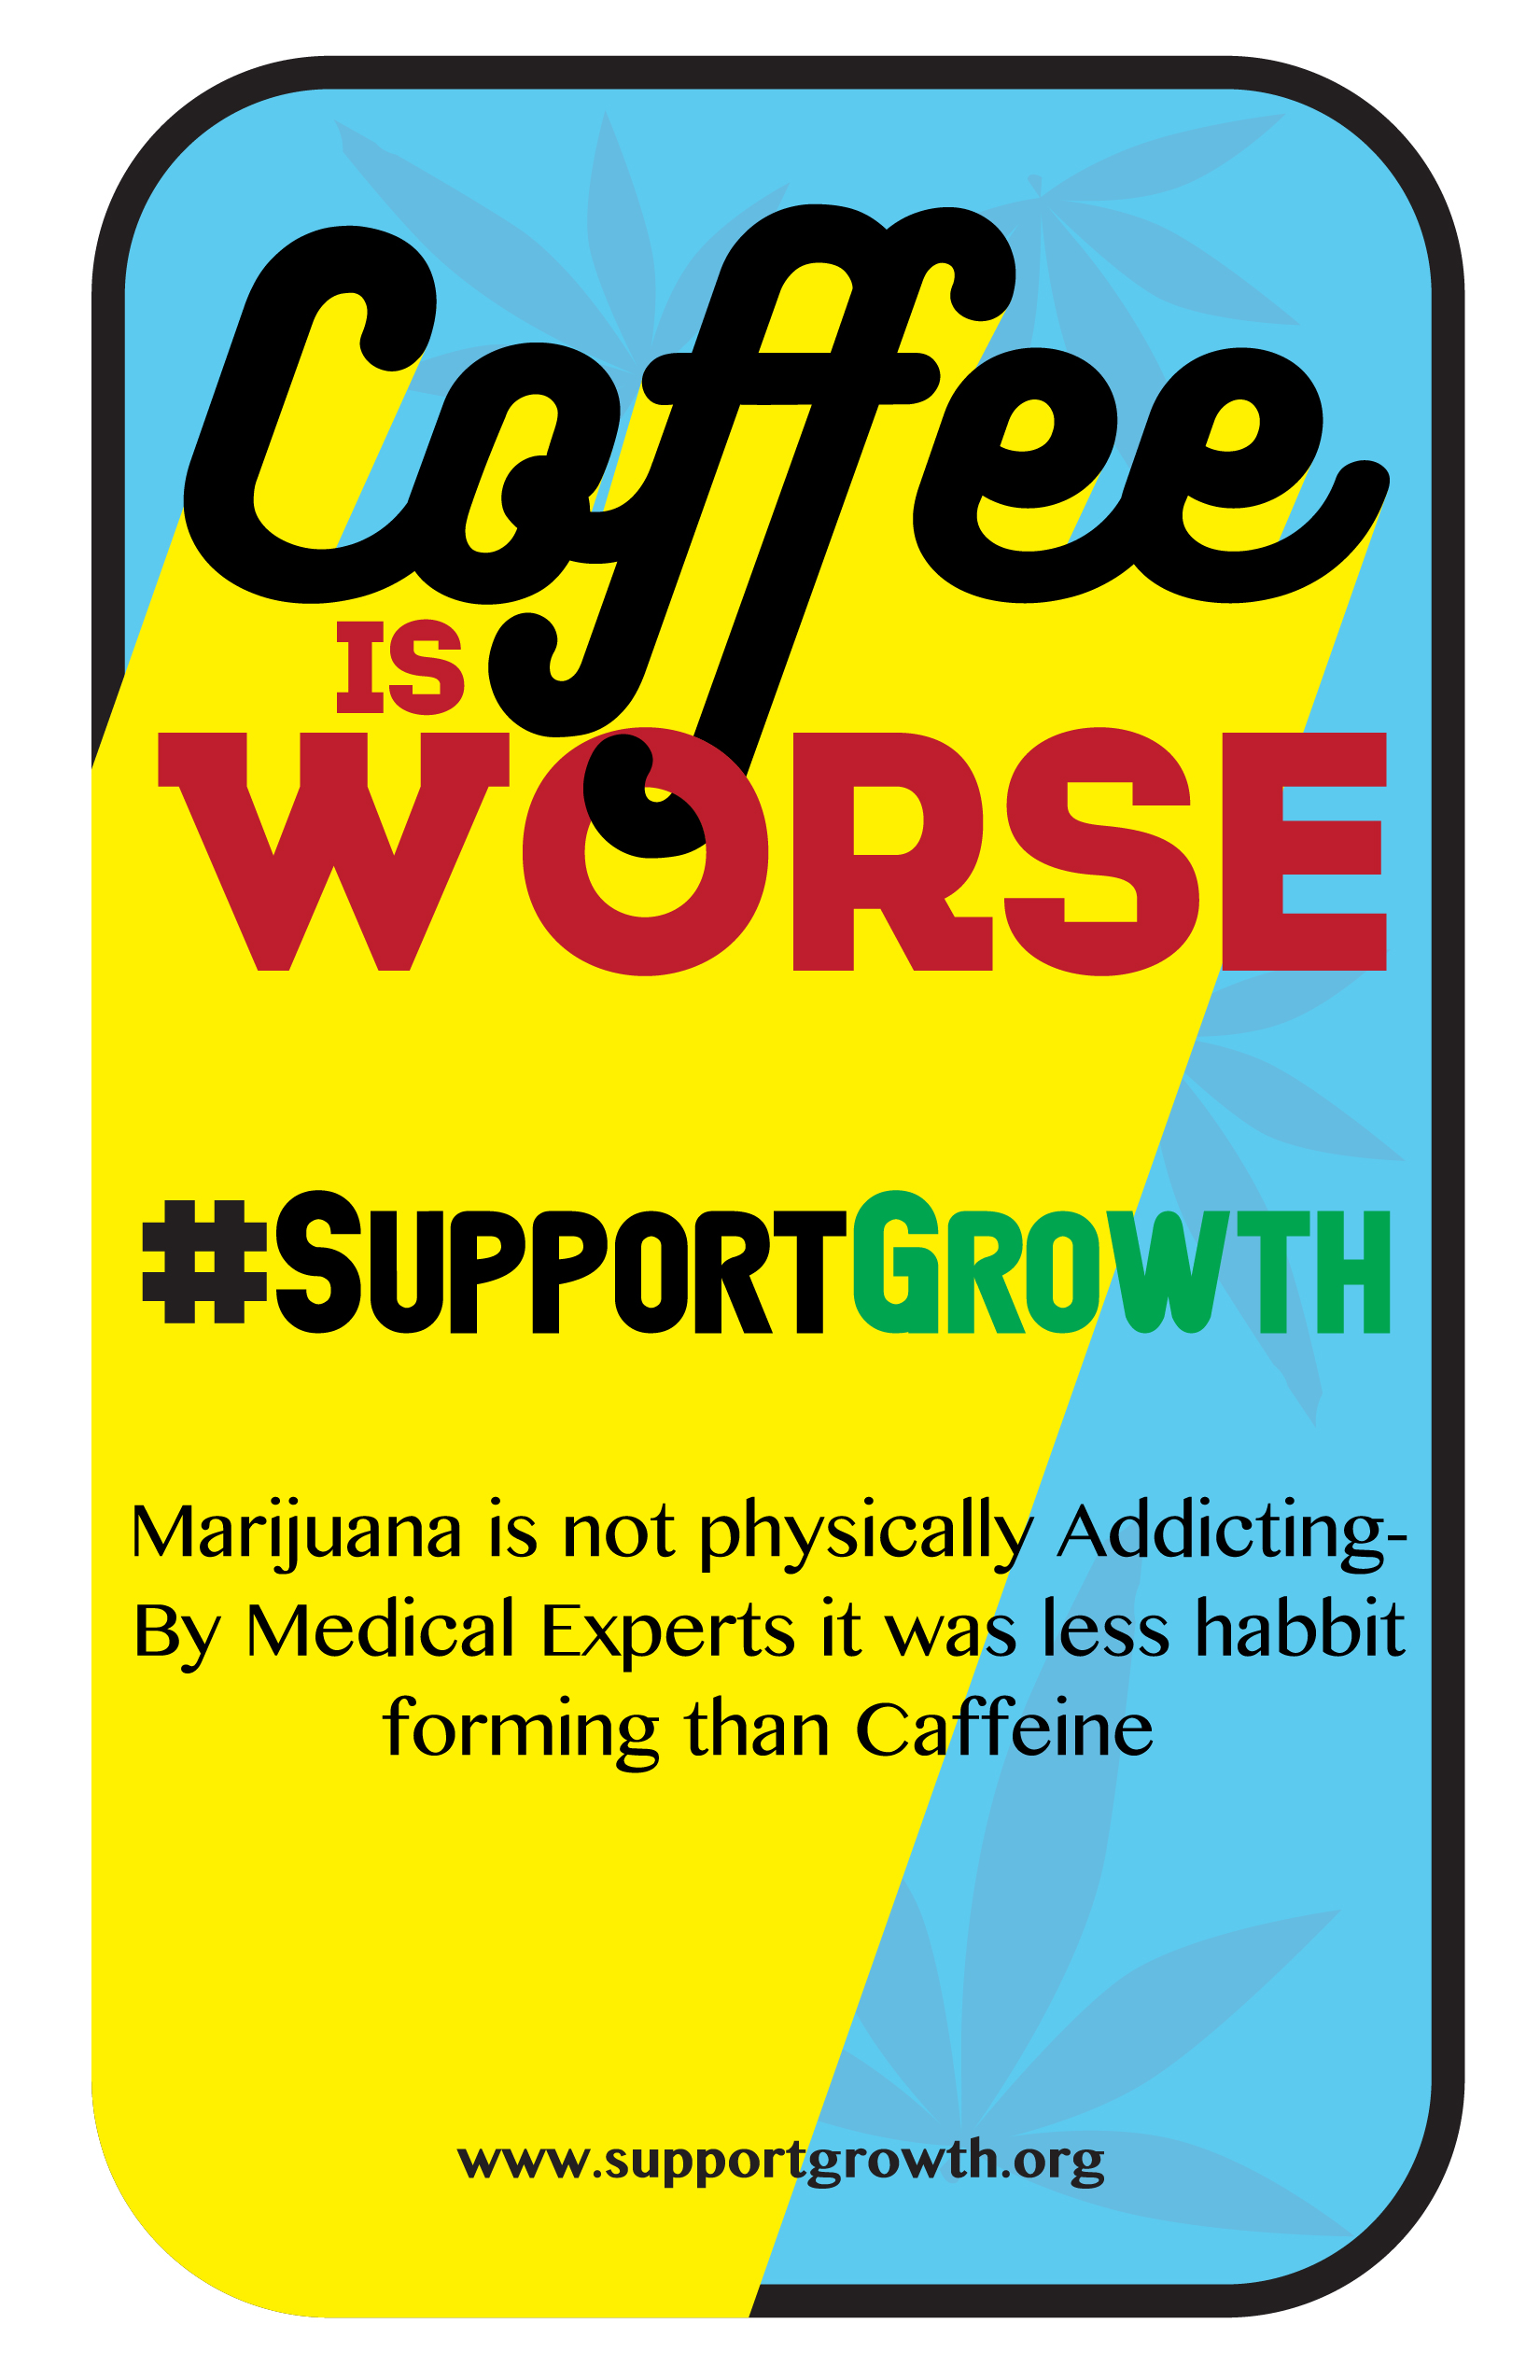 Coffee
IS
WORSE
#SUPPORTGROWTH
Marijuana is not physically Addicting-
By Medical Experts it was less habbit
forming than Caffeine
www.supportgrowth.org